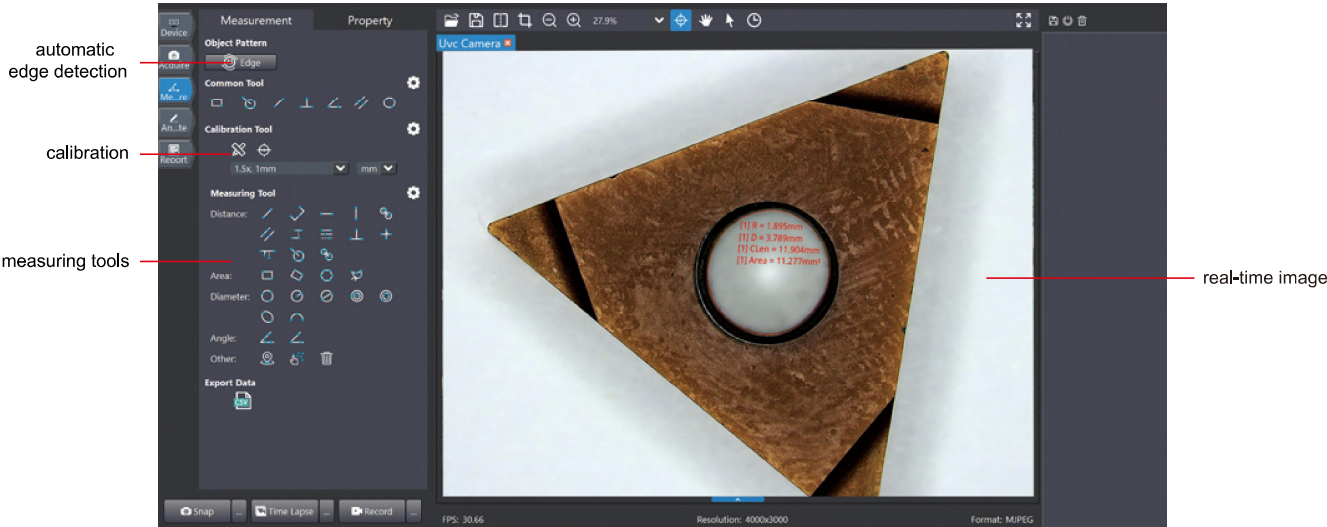 automatic
edge detection
calibration
measuring tools
real-time image
Device
Acquire
Me...re
An...te
Report
Measurement
Property
Object Pattern
Edge
Common Tool
Calibration Tool
1.5x, 1mm
mm
Measuring Tool
Distance:
Area:
Diameter:
Angle:
Other:
Export Data
CSV
Snap
...
Time Lapse
...
Record
...
27.9%
Uvc Camera
[1] R = 1.895mm
[1] D = 3.789mm
[1] CLen = 11.904mm
[1] Area = 11.277mm²
FPS: 30.66
Resolution: 4000x3000
Format: MJPEG